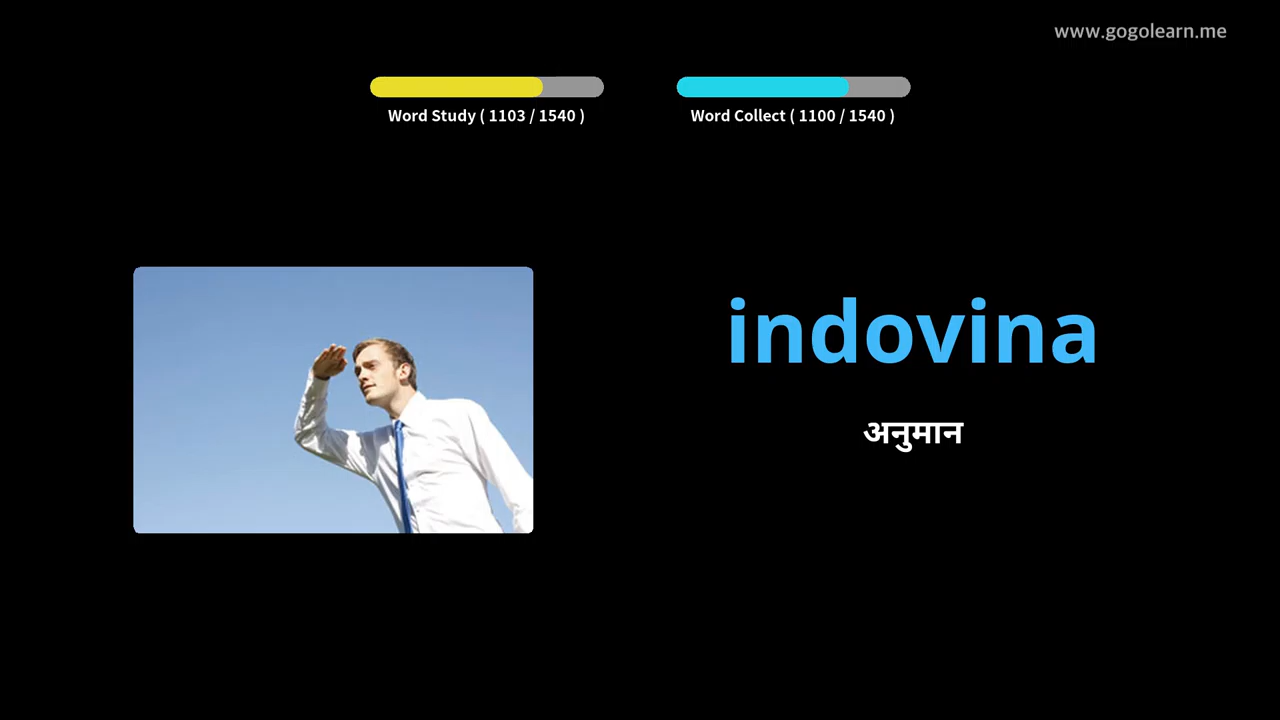 www.gogolearn.me
Word Study ( 1103 / 1540 )
Word Collect ( 1100 / 1540 )
indovina
अनुमान